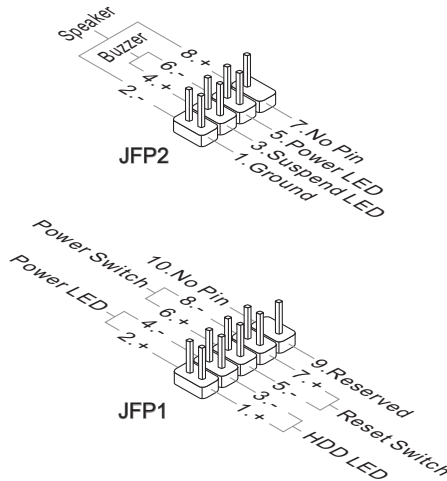 Speaker
Buzzer
8.+
6.-
4.+
2.-
7.No Pin
5.Power LED
3.Suspend LED
1.Ground
JFP2
Power Switch
Power LED
10.No Pin
8.-
6.+
4.-
2.+
9.Reserved
7.+
5.-
Reset Switch
3.-
1.+
HDD LED
JFP1